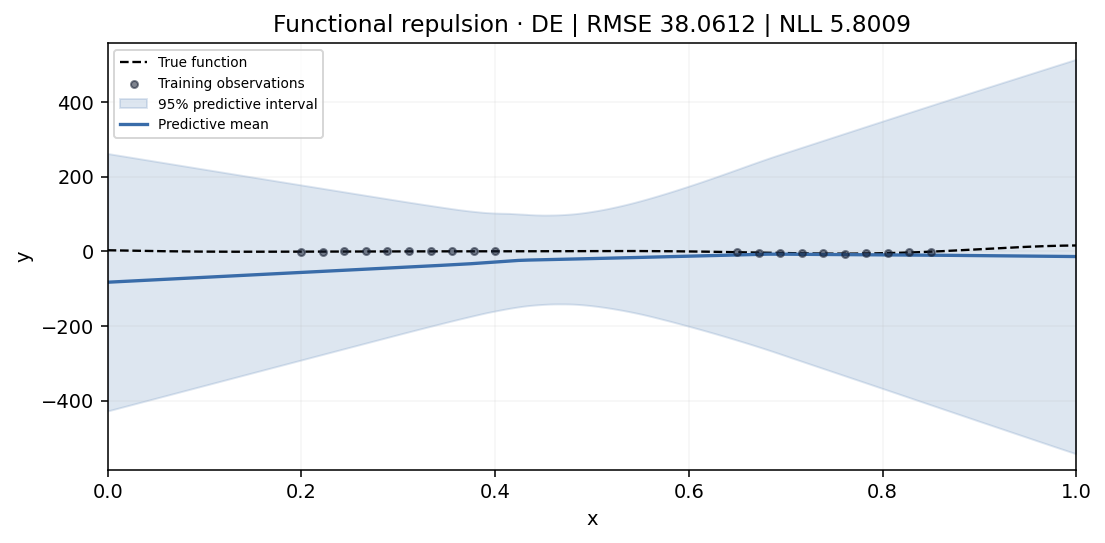 Functional repulsion · DE | RMSE 38.0612 | NLL 5.8009
True function
Training observations
95% predictive interval
Predictive mean
400
200
0
−200
−400
y
0.0 0.2 0.4 0.6 0.8 1.0
x